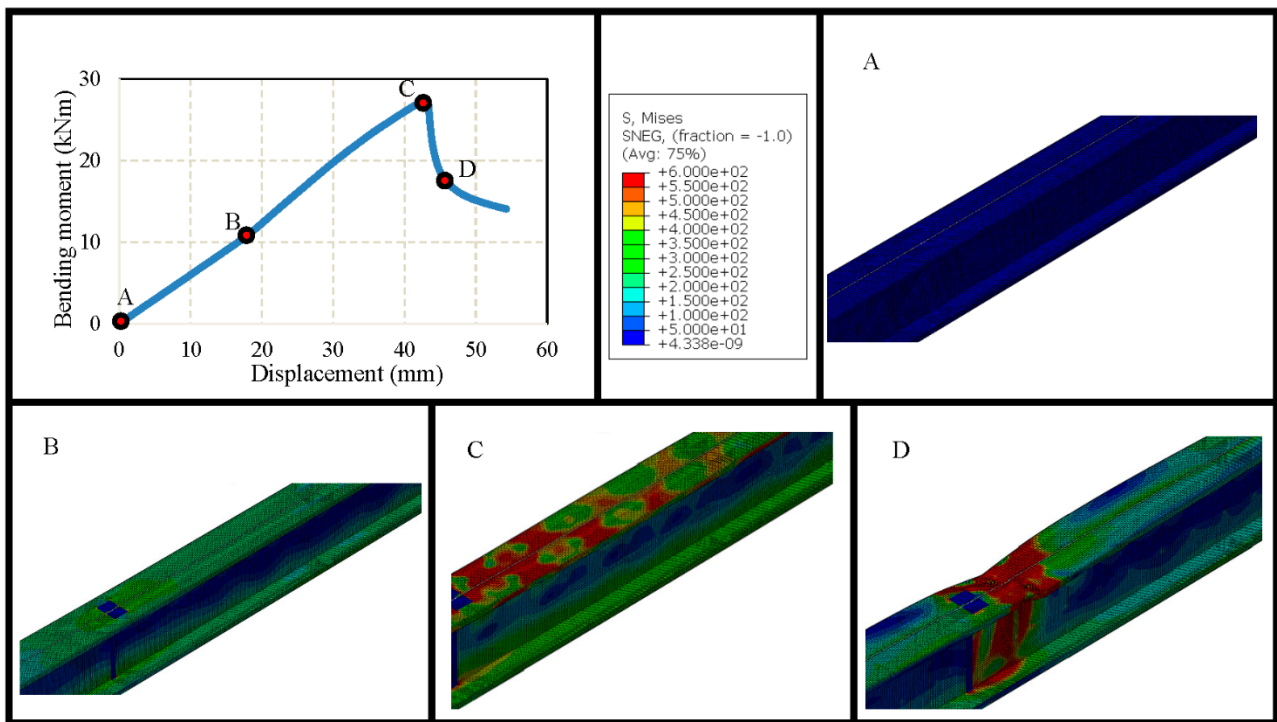 30
20
10
0
Bending moment (kNm)
A
B
C
D
0 10 20 30 40 50 60
Displacement (mm)
S, Mises
SNEG, (fraction = -1.0)
(Avg: 75%)
+6.000e+02
+5.500e+02
+5.000e+02
+4.500e+02
+4.000e+02
+3.500e+02
+3.000e+02
+2.500e+02
+2.000e+02
+1.500e+02
+1.000e+02
+5.000e+01
+4.338e-09
A
B
C
D